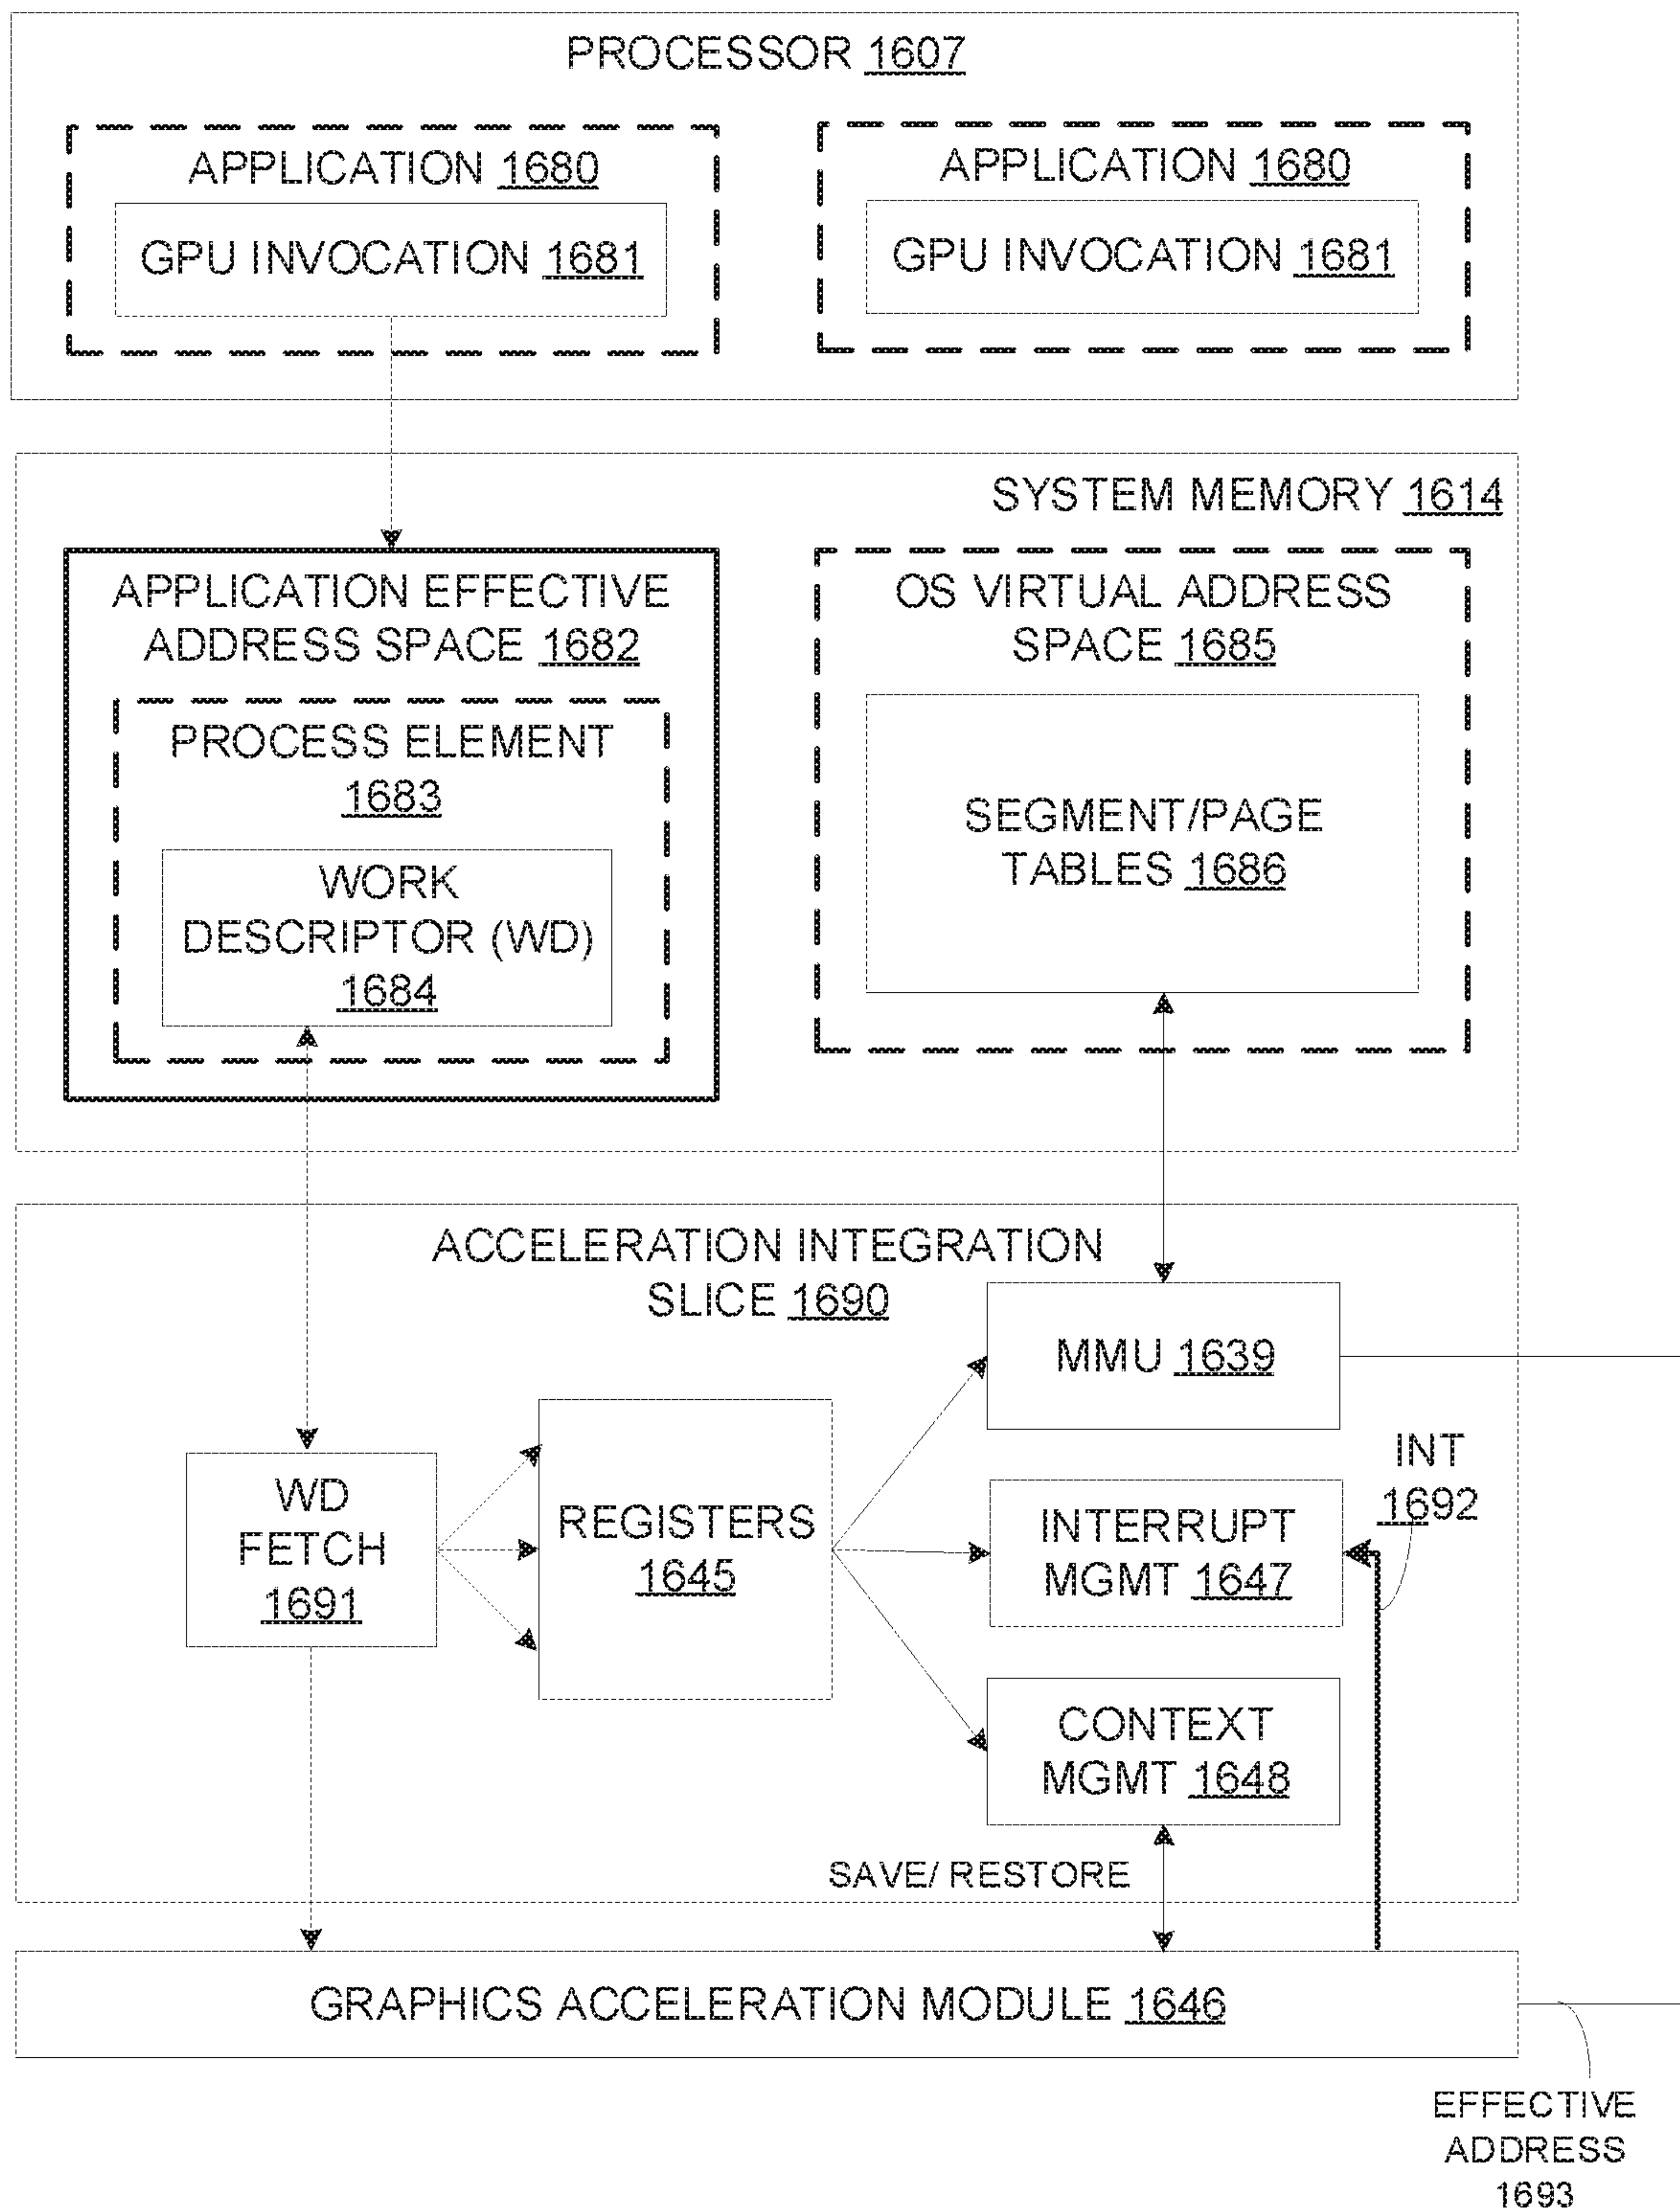 PROCESSOR 1607
APPLICATION 1680
GPU INVOCATION 1681
APPLICATION 1680
GPU INVOCATION 1681
SYSTEM MEMORY 1614
APPLICATION EFFECTIVE
ADDRESS SPACE 1682
PROCESS ELEMENT
1683
WORK
DESCRIPTOR (WD)
1684
OS VIRTUAL ADDRESS
SPACE 1685
SEGMENT/PAGE
TABLES 1686
ACCELERATION INTEGRATION
SLICE 1690
WD
FETCH
1691
REGISTERS
1645
MMU 1639
INTERRUPT
MGMT 1647
CONTEXT
MGMT 1648
INT
1692
SAVE/ RESTORE
GRAPHICS ACCELERATION MODULE 1646
EFFECTIVE
ADDRESS
1693